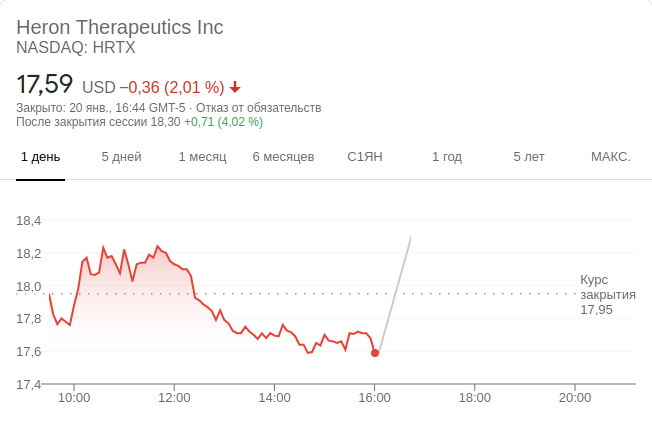 Heron Therapeutics Inc
NASDAQ: HRTX
17,59 USD −0,36 (2,01 %)
Закрыто: 20 янв., 16:44 GMT-5 · Отказ от обязательств
После закрытия сессии 18,30 +0,71 (4,02 %)
1 день 5 дней 1 месяц 6 месяцев С1ЯН 1 год 5 лет МАКС.
18,4
18,2
18,0
17,8
17,6
17,4
Курс
закрытия
17,95
10:00 12:00 14:00 16:00 18:00 20:00